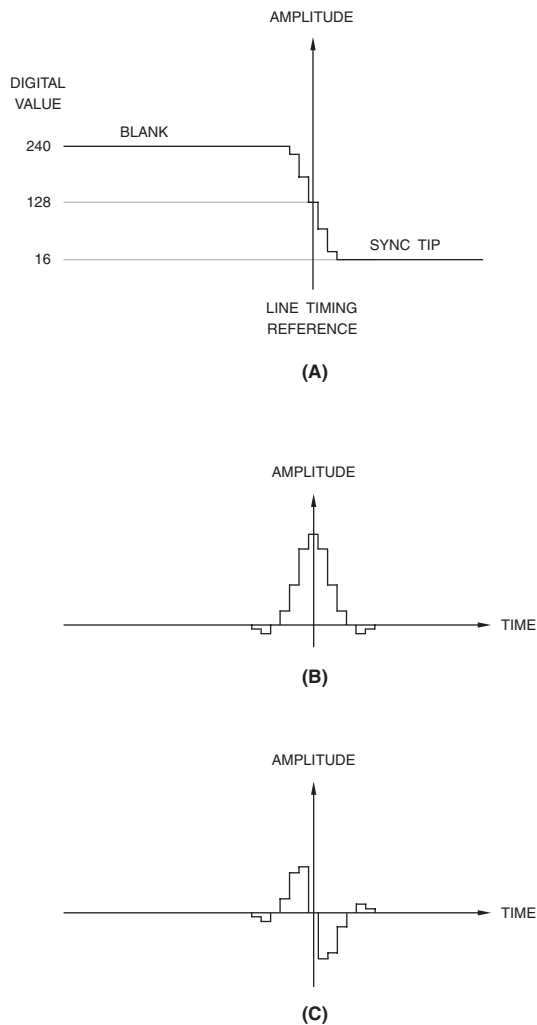 AMPLITUDE
DIGITAL
VALUE
BLANK
240
128
SYNC TIP
16
LINE TIMING
REFERENCE
(A)
AMPLITUDE
TIME
(B)
AMPLITUDE
TIME
(C)